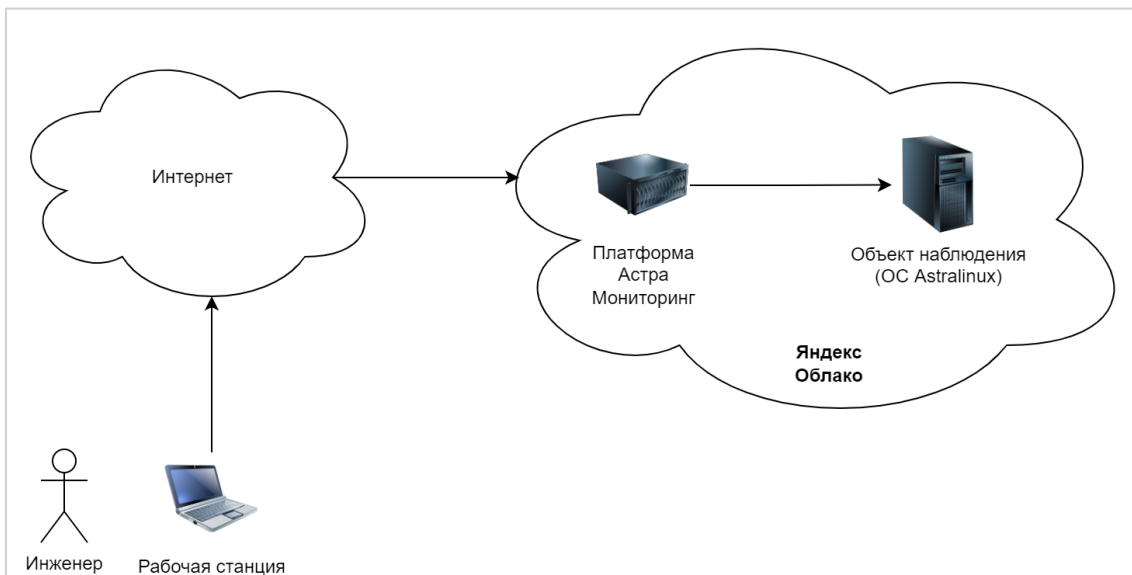 Интернет
Платформа
Астра
Мониторинг
Объект наблюдения
(ОС Astralinux)
Яндекс
Облако
Инженер
Рабочая станция